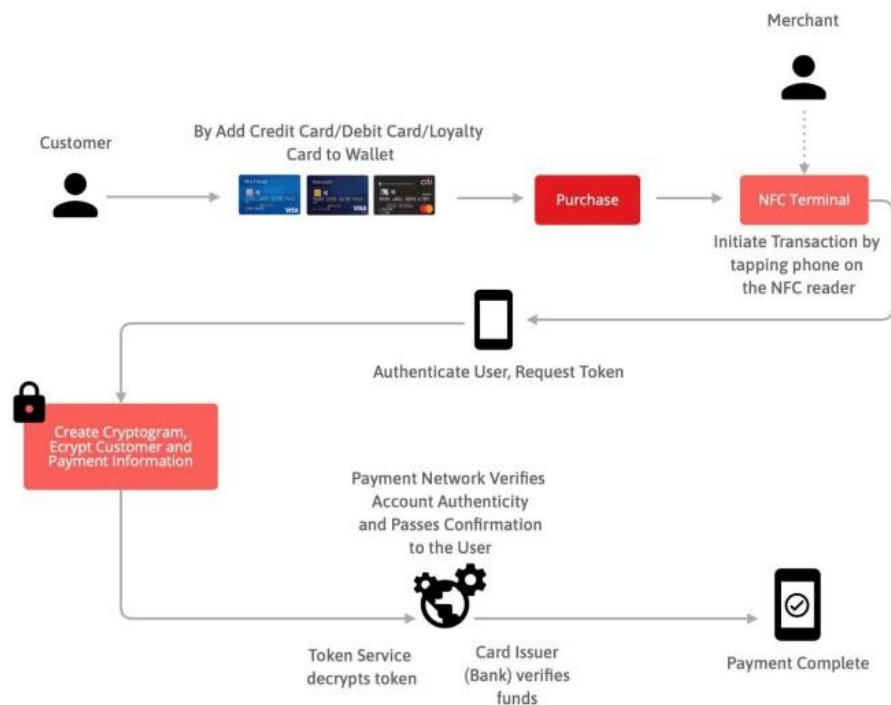 Merchant
Customer
By Add Credit Card/Debit Card/Loyalty
Card to Wallet
VISA
VISA
citi
Purchase
NFC Terminal
Initiate Transaction by
tapping phone on
the NFC reader
Authenticate User, Request Token
Create Cryptogram,
Ecrypt Customer and
Payment Information
Payment Network Verifies
Account Authenticity
and Passes Confirmation
to the User
Token Service
decrypts token
Card Issuer
(Bank) verifies
funds
Payment Complete